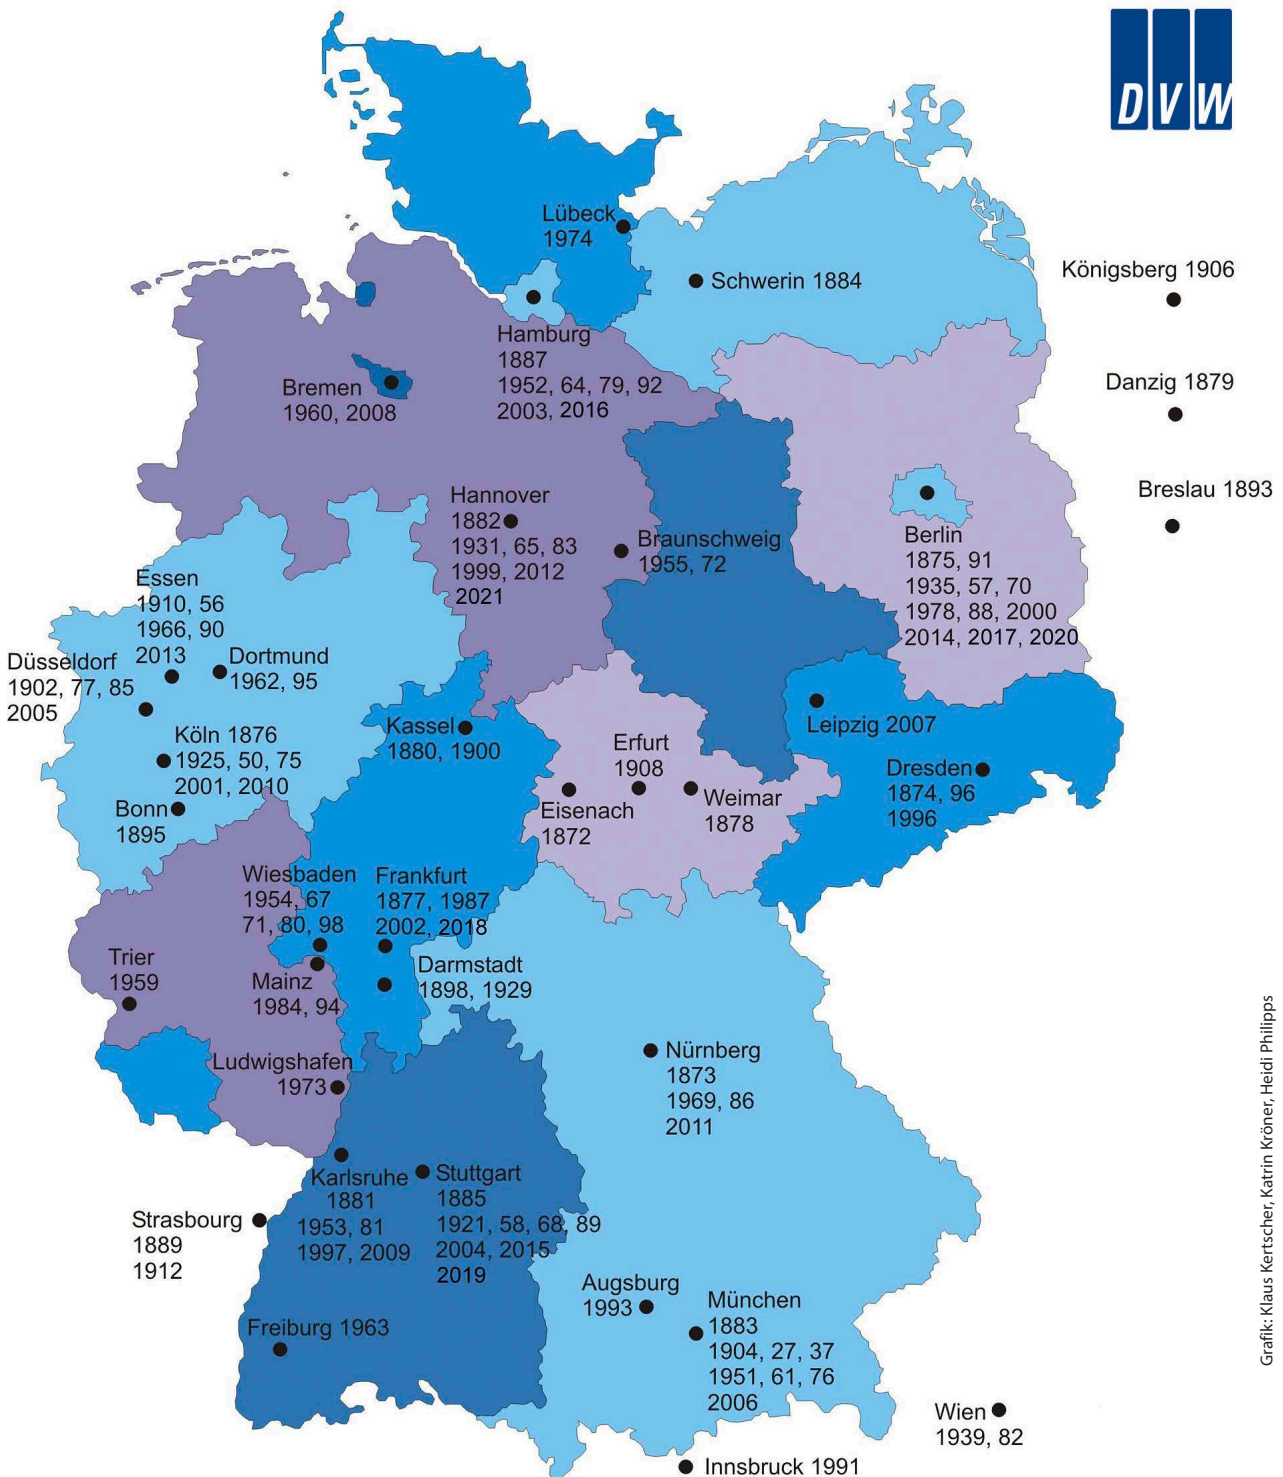 DVW
Lübeck
1974
Schwerin 1884
Königsberg 1906
Hamburg
1887
1952, 64, 79, 92
2003, 2016
Bremen
1960, 2008
Danzig 1879
Breslau 1893
Hannover
1882
1931, 65, 83
1999, 2012
2021
Braunschweig
1955, 72
Berlin
1875, 91
1935, 57, 70
1978, 88, 2000
2014, 2017, 2020
Essen
1910, 56
1966, 90
2013
Düsseldorf
1902, 77, 85
2005
Dortmund
1962, 95
Köln 1876
1925, 50, 75
2001, 2010
Bonn
1895
Kassel
1880, 1900
Erfurt
1908
Eisenach
1872
Weimar
1878
Leipzig 2007
Dresden
1874, 96
1996
Wiesbaden
1954, 67
71, 80, 98
Frankfurt
1877, 1987
2002, 2018
Trier
1959
Mainz
1984, 94
Darmstadt
1898, 1929
Ludwigshafen
1973
Nürnberg
1873
1969, 86
2011
Karlsruhe
1881
1953, 81
1997, 2009
Stuttgart
1885
1921, 58, 68, 89
2004, 2015
2019
Strasbourg
1889
1912
Freiburg 1963
Augsburg
1993
München
1883
1904, 27, 37
1951, 61, 76
2006
Wien
1939, 82
Innsbruck 1991
Grafik: Klaus Kertscher, Katrin Kröner, Heidi Philipps